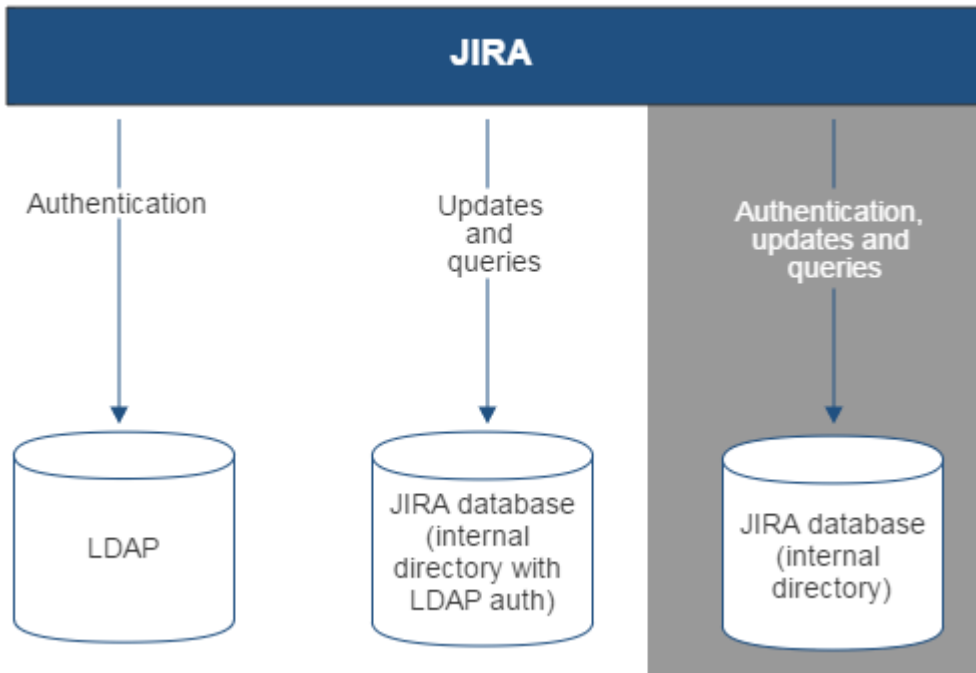 JIRA
Authentication
Updates
and
queries
Authentication,
updates and
queries
LDAP
JIRA database
(internal
directory with
LDAP auth)
JIRA database
(internal
directory)